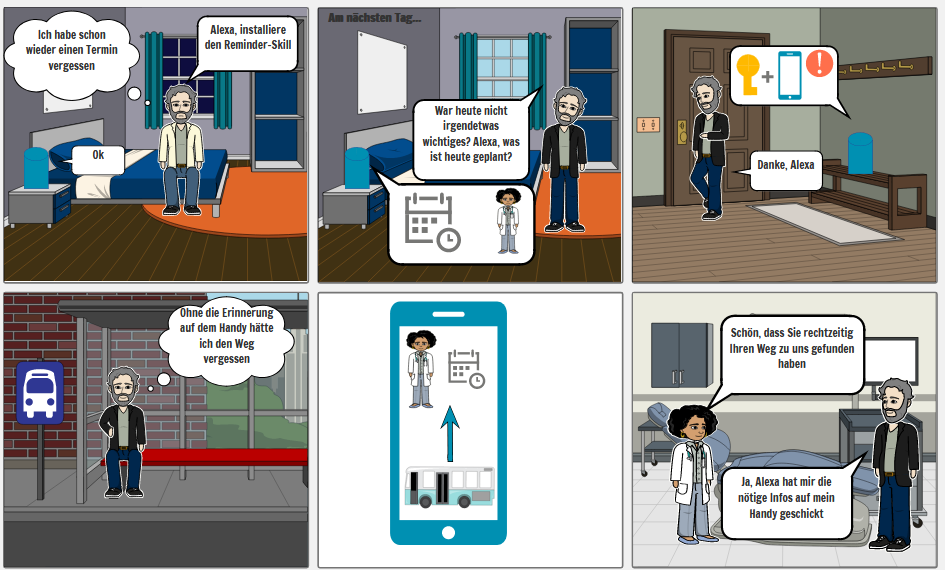 Ich habe schon
wieder einen Termin
vergessen
Alexa, installiere
den Reminder-Skill
Ok
Am nächsten Tag...
War heute nicht
irgendetwas
wichtiges? Alexa, was
ist heute geplant?
Danke, Alexa
Ohne die Erinnerung
auf dem Handy hätte
ich den Weg
vergessen
Schön, dass Sie rechtzeitig
Ihren Weg zu uns gefunden
haben
Ja, Alexa hat mir die
nötige Infos auf mein
Handy geschickt